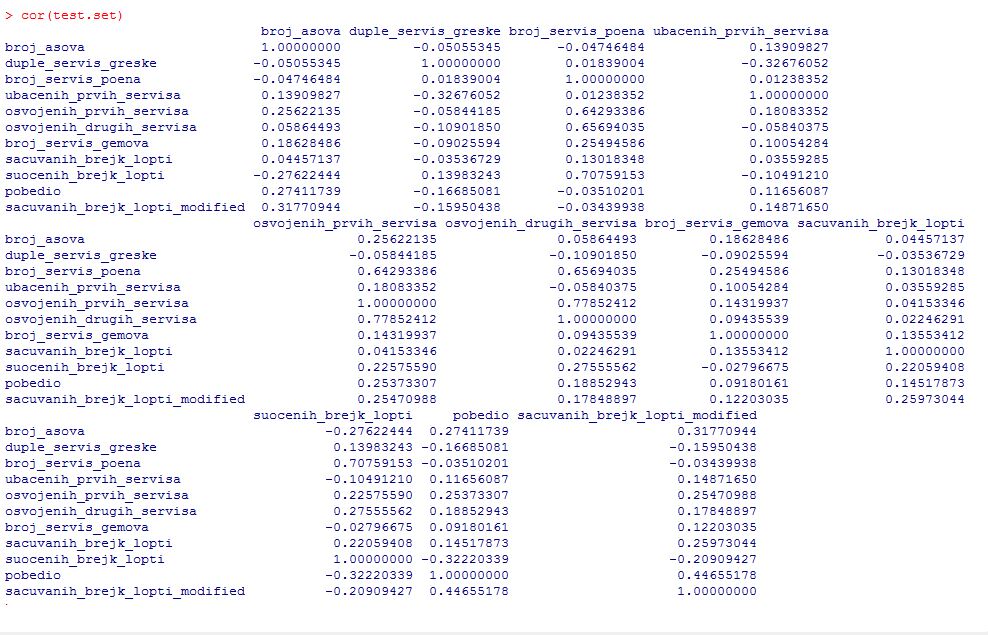 > cor(test.set)
broj_asova duple_servis_greske broj_servis_poena ubacenih_prvih_servisa
broj_asova 1.00000000 -0.05055345 -0.04746484 0.13909827
duple_servis_greske -0.05055345 1.00000000 0.01839004 -0.32676052
broj_servis_poena -0.04746484 0.01839004 1.00000000 0.01238352
ubacenih_prvih_servisa 0.13909827 -0.32676052 0.01238352 1.00000000
osvojenih_prvih_servisa 0.25622135 -0.05844185 0.64293386 0.18083352
osvojenih_drugih_servisa 0.05864493 -0.10901850 0.65694035 -0.05840375
broj_servis_gemova 0.18628486 -0.09025594 0.25494586 0.10054284
sacuvanih_brejk_lopti 0.04457137 -0.03536729 0.13018348 0.03559285
suocenih_brejk_lopti -0.27622444 0.13983243 0.70759153 -0.10491210
pobedio 0.27411739 -0.16685081 -0.03510201 0.11656087
sacuvanih_brejk_lopti_modified 0.31770944 -0.15950438 -0.03439938 0.14871650
osvojenih_prvih_servisa osvojenih_drugih_servisa broj_servis_gemova sacuvanih_brejk_lopti
broj_asova 0.25622135 0.05864493 0.18628486 0.04457137
duple_servis_greske -0.05844185 -0.10901850 -0.09025594 -0.03536729
broj_servis_poena 0.64293386 0.65694035 0.25494586 0.13018348
ubacenih_prvih_servisa 0.18083352 -0.05840375 0.10054284 0.03559285
osvojenih_prvih_servisa 1.00000000 0.77852412 0.14319937 0.04153346
osvojenih_drugih_servisa 0.77852412 1.00000000 0.09435539 0.02246291
broj_servis_gemova 0.14319937 0.09435539 1.00000000 0.13553412
sacuvanih_brejk_lopti 0.04153346 0.02246291 0.13553412 1.00000000
suocenih_brejk_lopti 0.22575590 0.27555562 -0.02796675 0.22059408
pobedio 0.25373307 0.18852943 0.09180161 0.14517873
sacuvanih_brejk_lopti_modified 0.25470988 0.17848897 0.12203035 0.25973044
suocenih_brejk_lopti pobedio sacuvanih_brejk_lopti_modified
broj_asova -0.27622444 0.27411739 0.31770944
duple_servis_greske 0.13983243 -0.16685081 -0.15950438
broj_servis_poena 0.70759153 -0.03510201 -0.03439938
ubacenih_prvih_servisa -0.10491210 0.11656087 0.14871650
osvojenih_prvih_servisa 0.22575590 0.25373307 0.25470988
osvojenih_drugih_servisa 0.27555562 0.18852943 0.17848897
broj_servis_gemova -0.02796675 0.09180161 0.12203035
sacuvanih_brejk_lopti 0.22059408 0.14517873 0.25973044
suocenih_brejk_lopti 1.00000000 -0.32220339 -0.20909427
pobedio -0.32220339 1.00000000 0.44655178
sacuvanih_brejk_lopti_modified -0.20909427 0.44655178 1.00000000